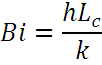 Bi = hL_c / k